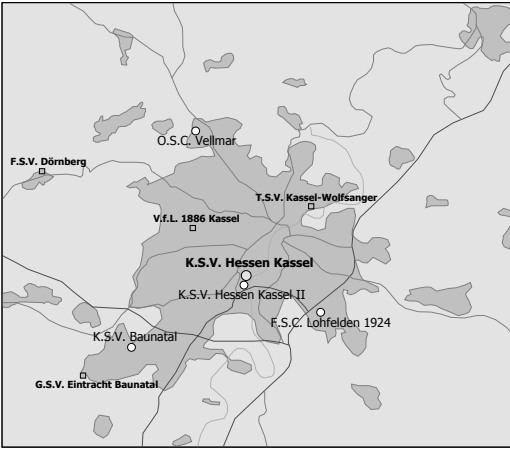 O.S.C. Vellmar
F.S.V. Dörnberg
T.S.V. Kassel-Wolfsanger
V.f.L. 1886 Kassel
K.S.V. Hessen Kassel
K.S.V. Hessen Kassel II
F.S.C. Lohfelden 1924
K.S.V. Baunatal
G.S.V. Eintracht Baunatal